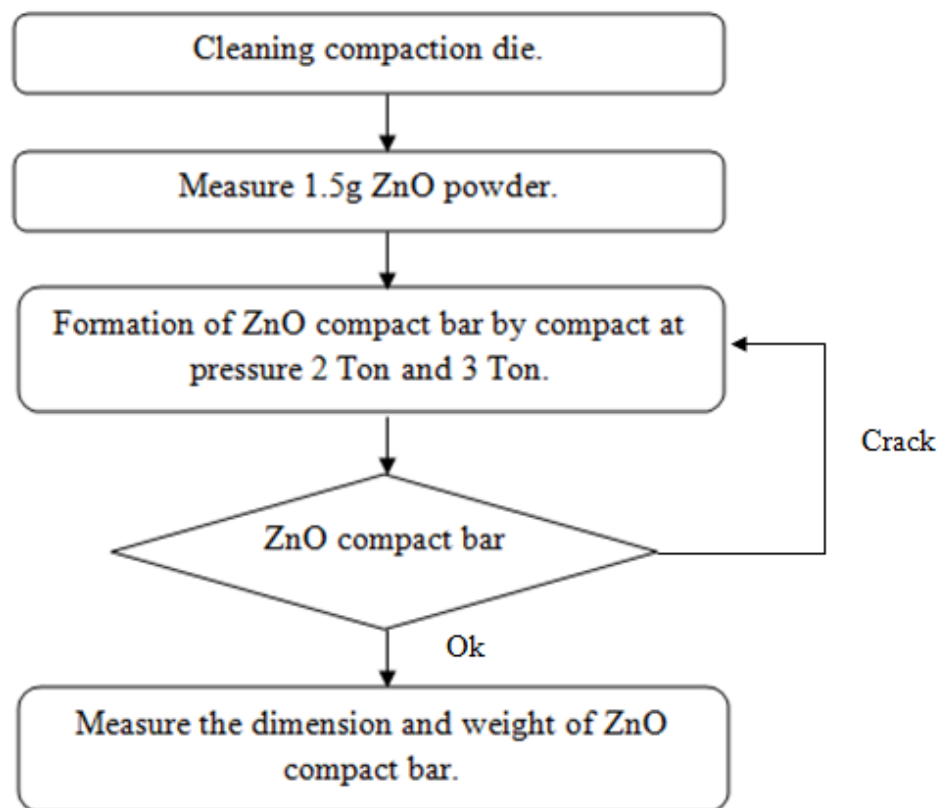 Cleaning compaction die.
Measure 1.5g ZnO powder.
Formation of ZnO compact bar by compact at
pressure 2 Ton and 3 Ton.
Crack
ZnO compact bar
Ok
Measure the dimension and weight of ZnO
compact bar.